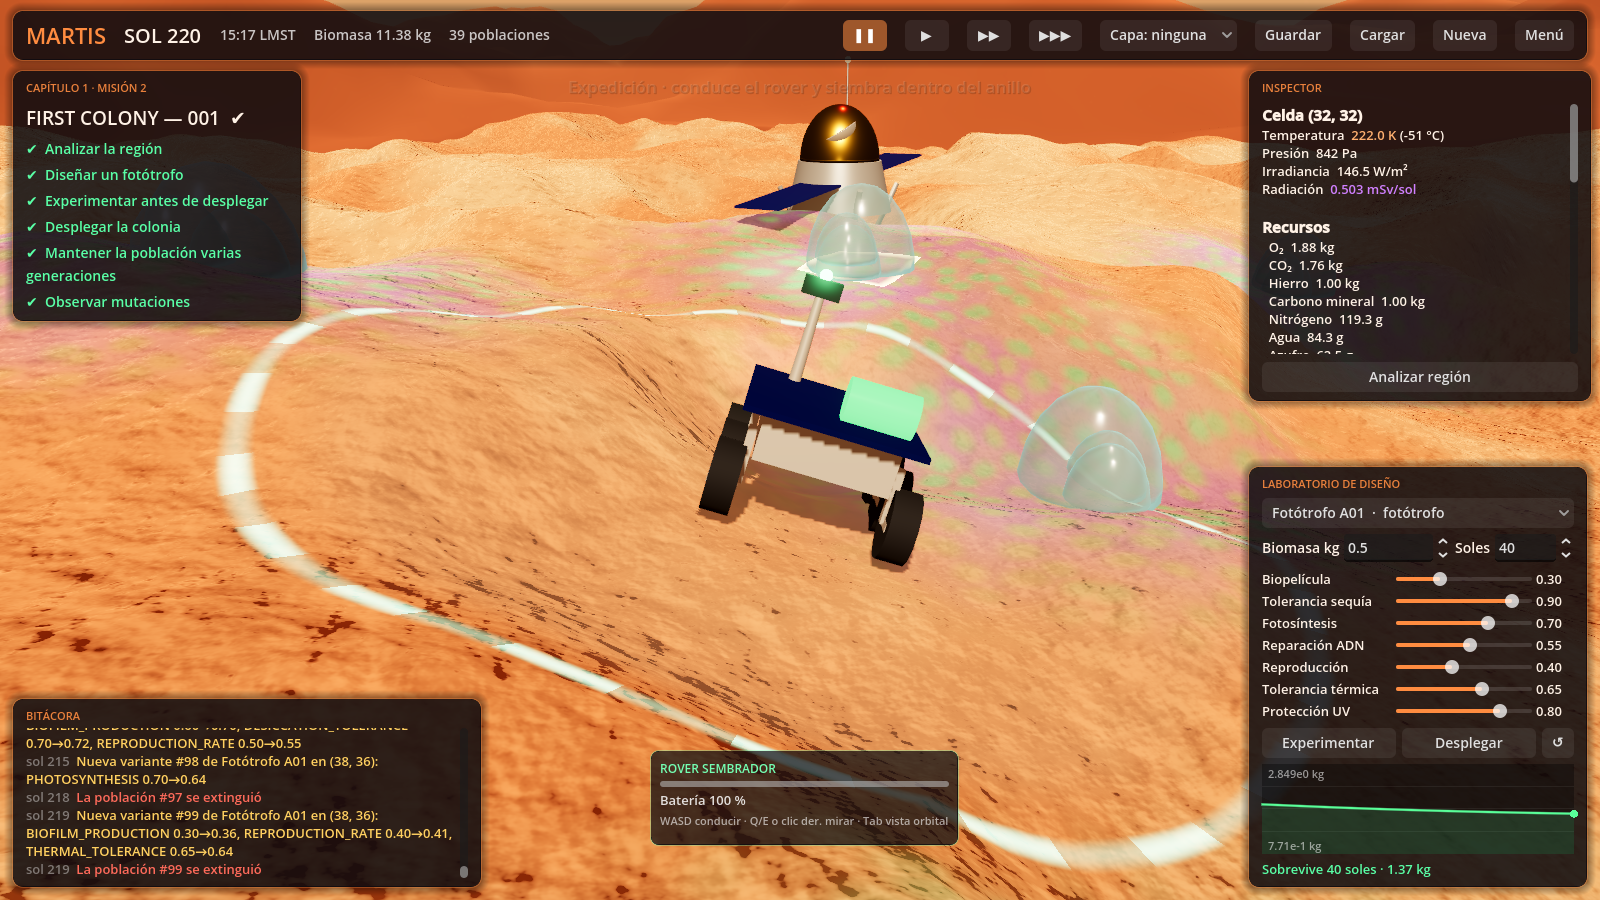 MARTIS SOL 220 15:17 LMST Biomasa 11.38 kg 39 poblaciones
Capa: ninguna Guardar Cargar Nueva Menú
CAPÍTULO 1 · MISIÓN 2
FIRST COLONY — 001 ✔
✔ Analizar la región
✔ Diseñar un fotótrofo
✔ Experimentar antes de desplegar
✔ Desplegar la colonia
✔ Mantener la población varias
generaciones
✔ Observar mutaciones
Expedición · conduce el rover y siembra dentro del anillo
INSPECTOR
Celda (32, 32)
Temperatura 222.0 K (-51 °C)
Presión 842 Pa
Irradiancia 146.5 W/m²
Radiación 0.503 mSv/sol
Recursos
O₂ 1.88 kg
CO₂ 1.76 kg
Hierro 1.00 kg
Carbono mineral 1.00 kg
Nitrógeno 119.3 g
Agua 84.3 g
Analizar región
LABORATORIO DE DISEÑO
Fotótrofo A01 · fotótrofo
Biomasa kg 0.5 Soles 40
Biopelícula 0.30
Tolerancia sequía 0.90
Fotosíntesis 0.70
Reparación ADN 0.55
Reproducción 0.40
Tolerancia térmica 0.65
Protección UV 0.80
Experimentar Desplegar ↺
2.849e0 kg
7.71e-1 kg
Sobrevive 40 soles · 1.37 kg
BITÁCORA
0.70→0.72, REPRODUCTION_RATE 0.50→0.55
sol 215 Nueva variante #98 de Fotótrofo A01 en (38, 36):
PHOTOSYNTHESIS 0.70→0.64
sol 218 La población #97 se extinguió
sol 219 Nueva variante #99 de Fotótrofo A01 en (38, 36):
BIOFILM_PRODUCTION 0.30→0.36, REPRODUCTION_RATE 0.40→0.41,
THERMAL_TOLERANCE 0.65→0.64
sol 219 La población #99 se extinguió
ROVER SEMBRADOR
Batería 100 %
WASD conducir · Q/E o clic der. mirar · Tab vista orbital